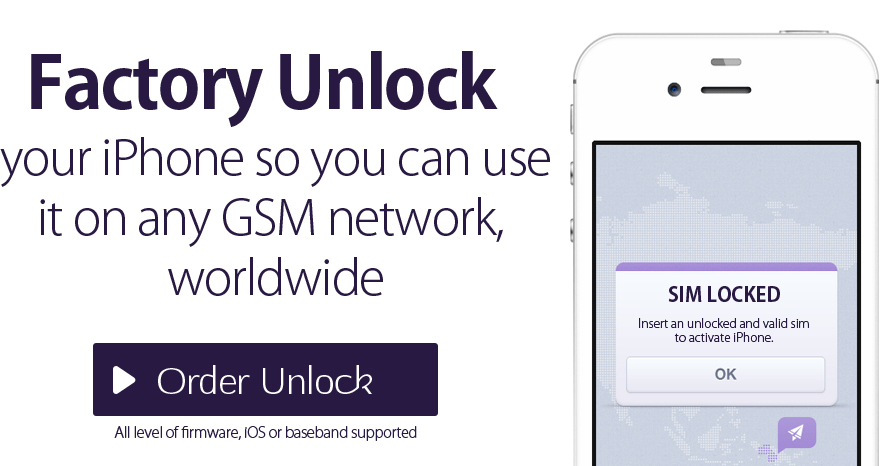 Factory Unlock
your iPhone so you can use
it on any GSM network,
worldwide
Order Unlock
All level of firmware, iOS or baseband supported
SIM LOCKED
Insert an unlocked and valid sim
to activate iPhone.
OK